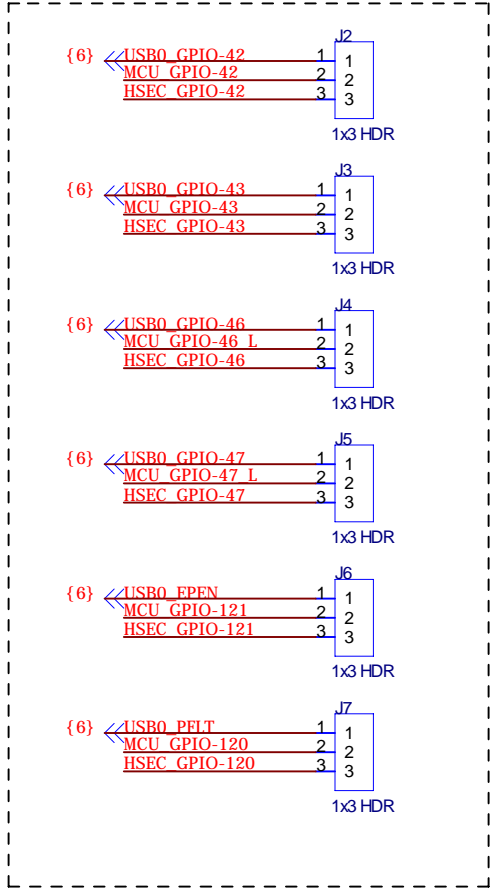 J2
{6} USB0_GPIO-42 1 1
MCU_GPIO-42 2 2
HSEC_GPIO-42 3 3
1x3 HDR
J3
{6} USB0_GPIO-43 1 1
MCU_GPIO-43 2 2
HSEC_GPIO-43 3 3
1x3 HDR
J4
{6} USB0_GPIO-46 1 1
MCU_GPIO-46_L 2 2
HSEC_GPIO-46 3 3
1x3 HDR
J5
{6} USB0_GPIO-47 1 1
MCU_GPIO-47_L 2 2
HSEC_GPIO-47 3 3
1x3 HDR
J6
{6} USB0_EPEN 1 1
MCU_GPIO-121 2 2
HSEC_GPIO-121 3 3
1x3 HDR
J7
{6} USB0_PFLT 1 1
MCU_GPIO-120 2 2
HSEC_GPIO-120 3 3
1x3 HDR